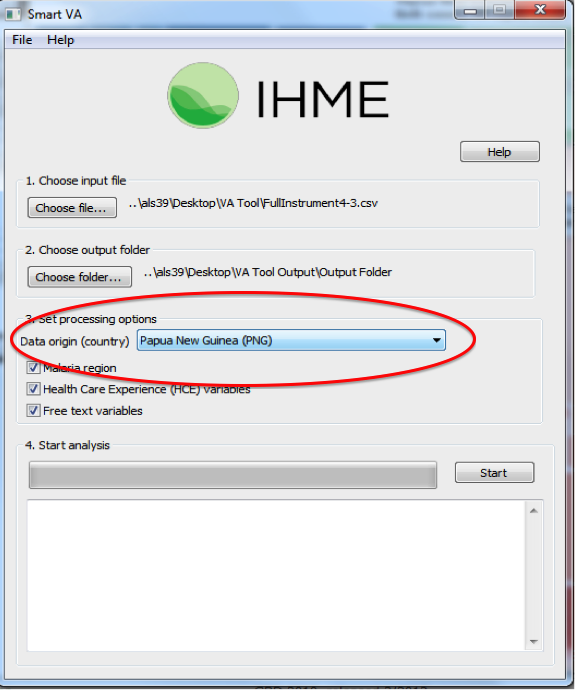 Smart VA
File Help
IHME
Help
1. Choose input file
Choose file... ..\als39\Desktop\VA Tool\FullInstrument4-3.csv
2. Choose output folder
Choose folder... ..\als39\Desktop\VA Tool Output\Output Folder
3. Set processing options
Data origin (country) Papua New Guinea (PNG)
Malaria region
Health Care Experience (HCE) variables
Free text variables
4. Start analysis
Start